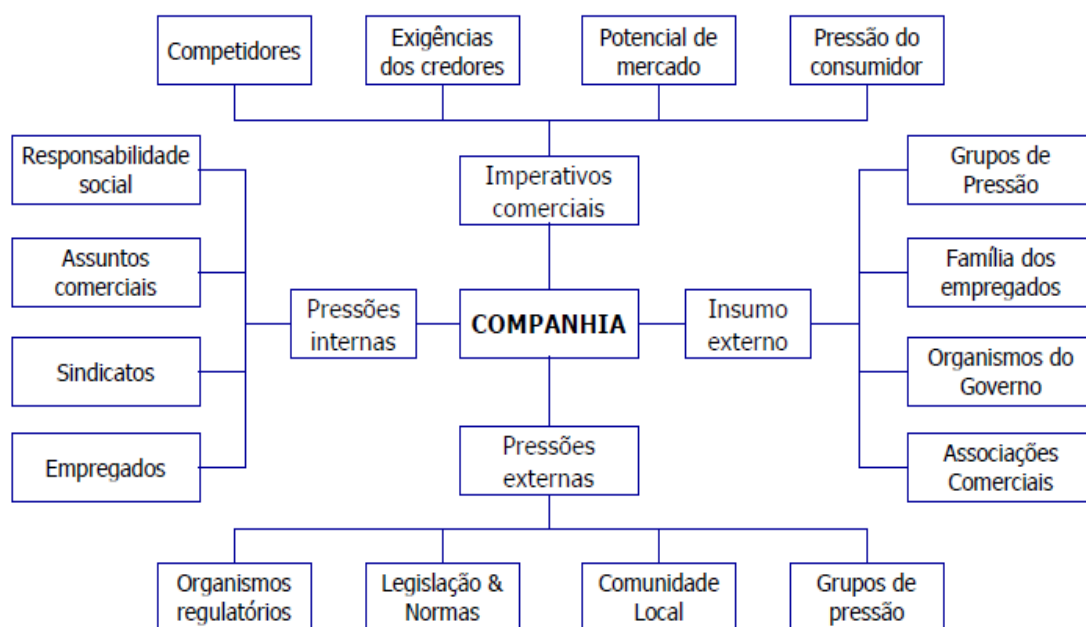 Competidores
Exigências
dos credores
Potencial de
mercado
Pressão do
consumidor
Responsabilidade
social
Imperativos
comerciais
Grupos de
Pressão
Assuntos
comerciais
Família dos
empregados
Pressões
internas
COMPANHIA
Insumo
externo
Sindicatos
Organismos do
Governo
Empregados
Pressões
externas
Associações
Comerciais
Organismos
regulatórios
Legislação &
Normas
Comunidade
Local
Grupos de
pressão